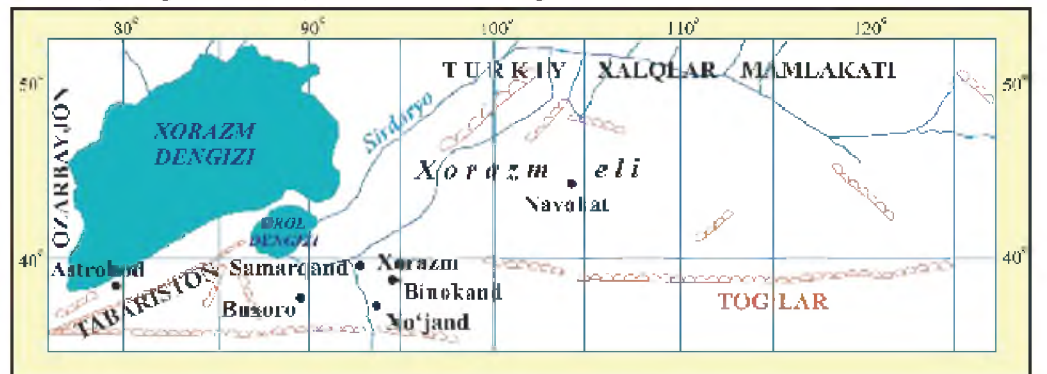 80° 90° 100° 110° 120°
50° 50°
TURKIY XALQLAR MAMLAKATI
OZARBAYJON
XORAZM
DENGIZI
Sirdaryo
Xorazm eli
Navakat
OROL
DENGIZI
40° 40°
Astrobod
TABARISTON
Samarqand
Xorazm
Binokand
Buxoro
Xo‘jand
TOG‘LAR